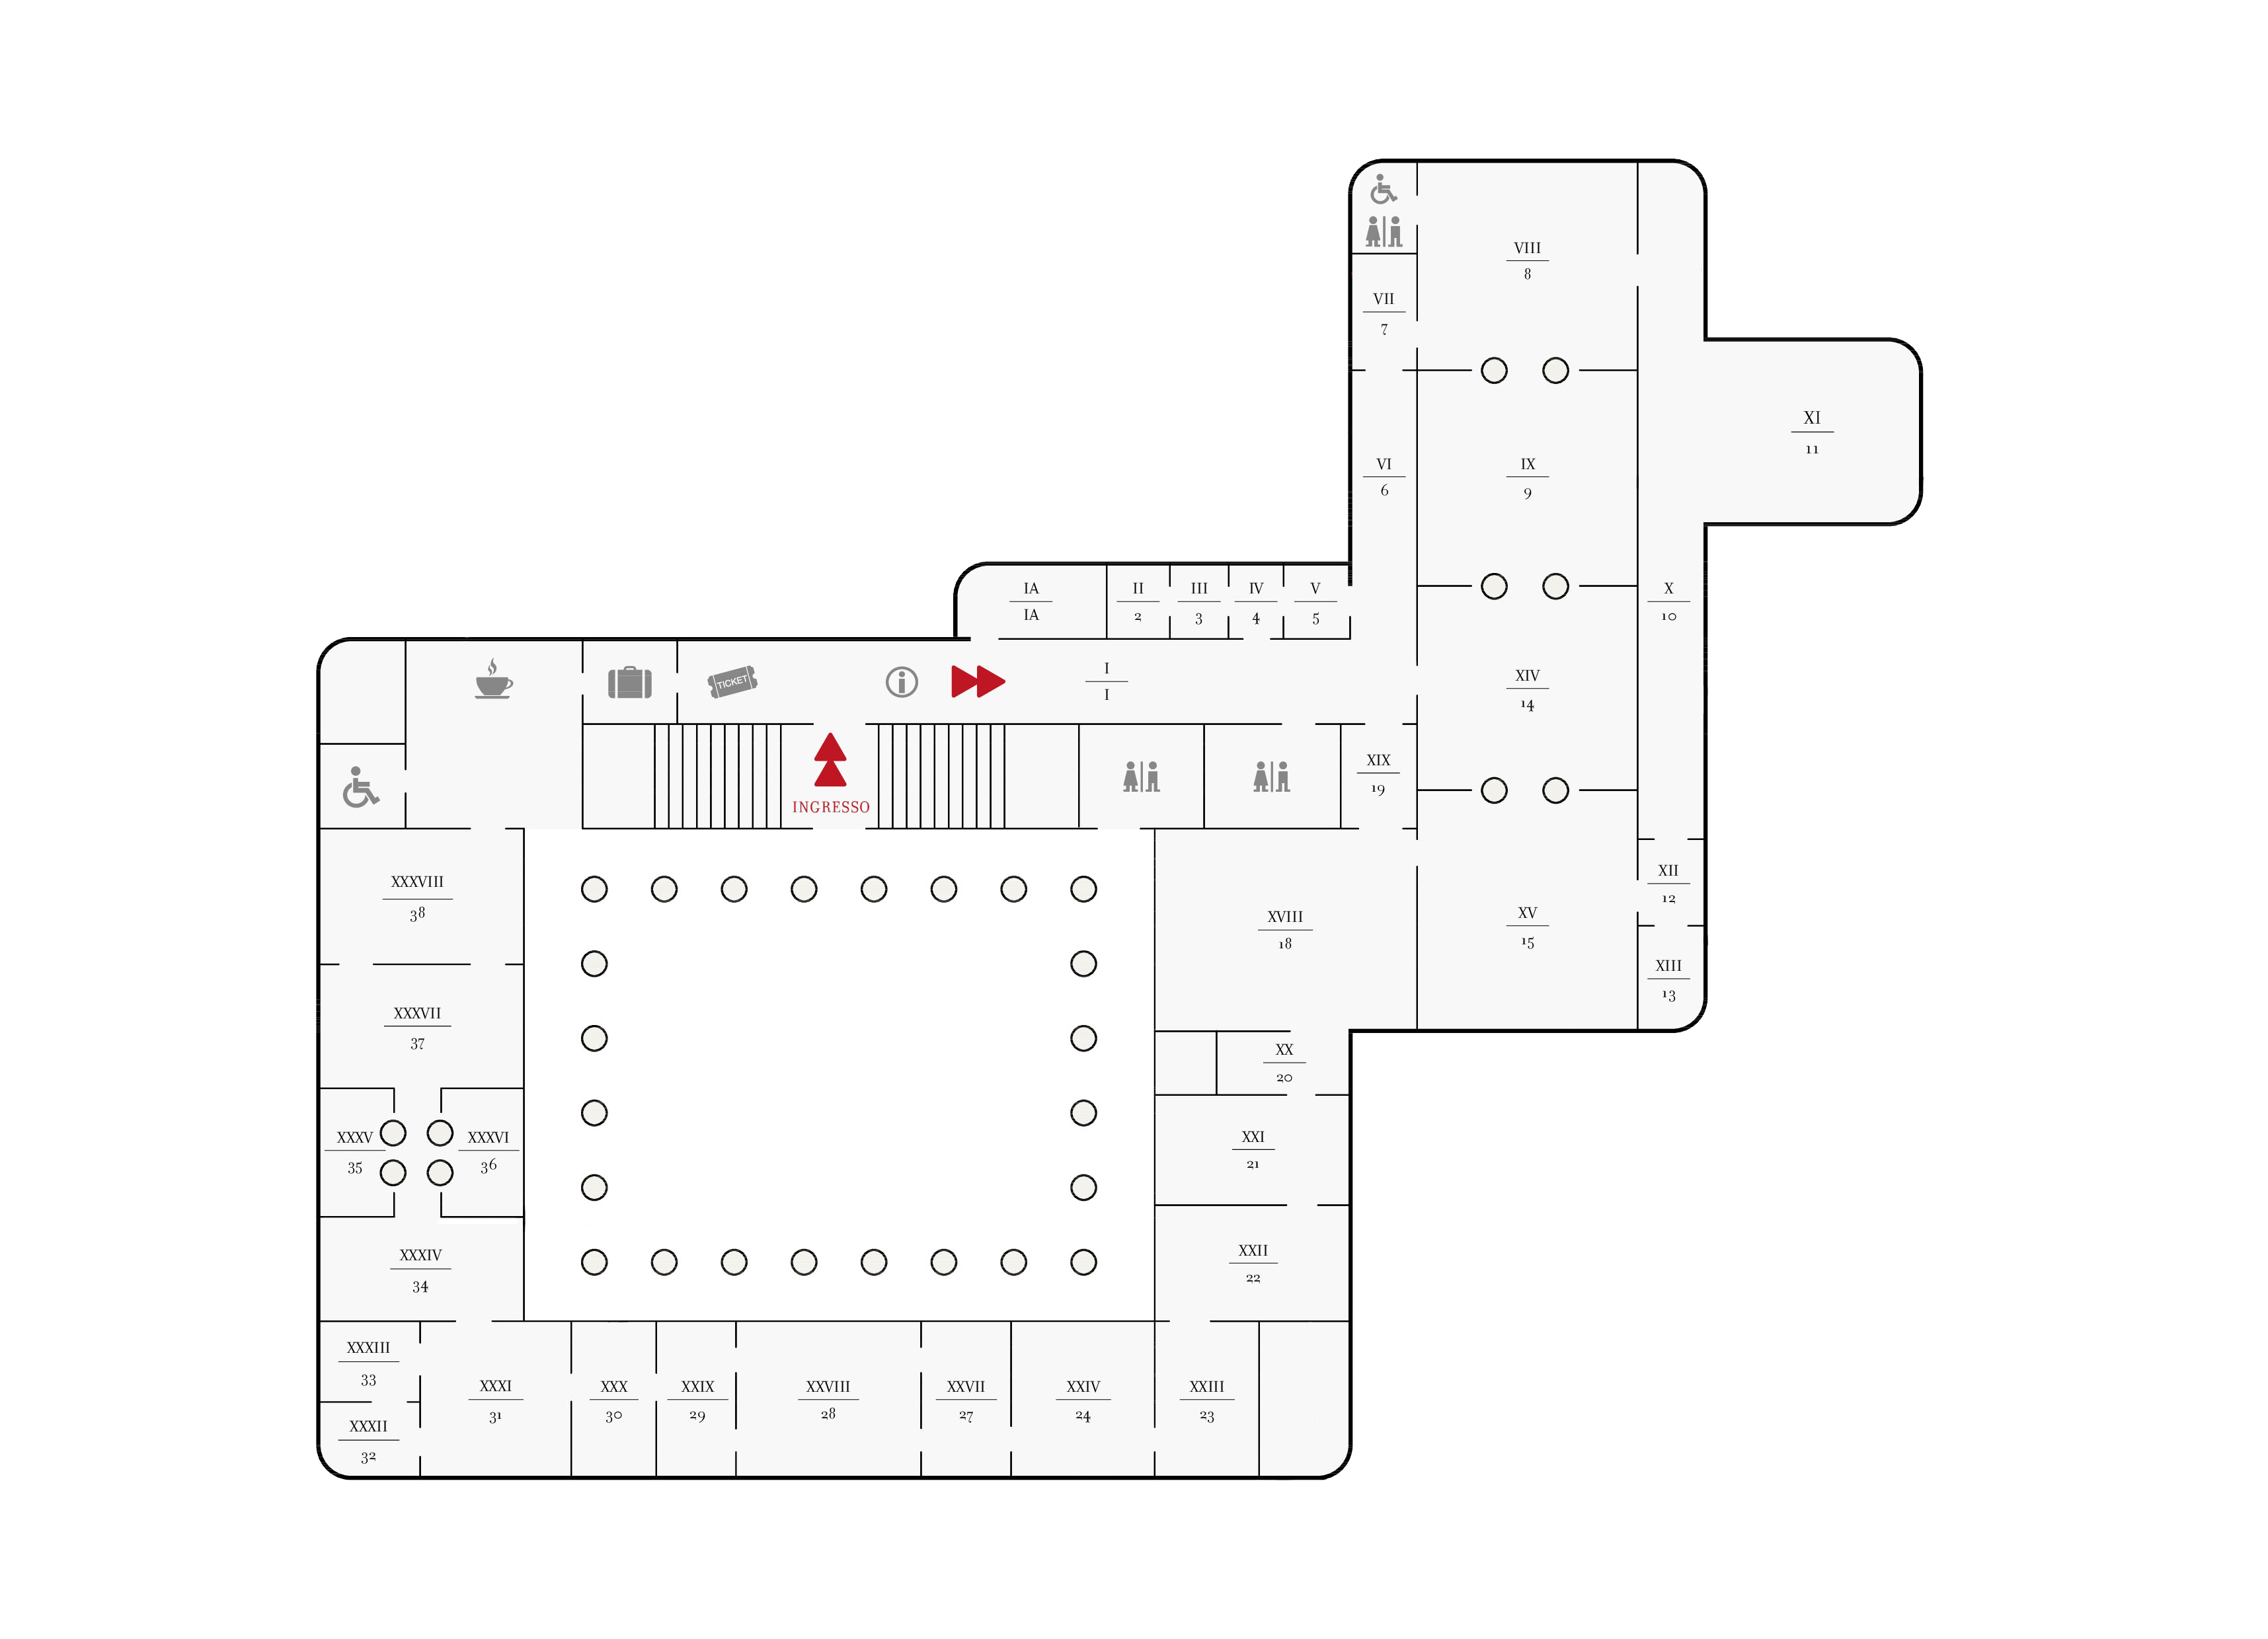 VIII
8
VII
7
XI
11
VI
6
IX
9
IA
IA
II
2
III
3
IV
4
V
5
X
10
TICKET
I
I
XIV
14
INGRESSO
XIX
19
XXXVIII
38
XVIII
18
XV
15
XII
12
XIII
13
XXXVII
37
XX
20
XXXV
35
XXXVI
36
XXI
21
XXXIV
34
XXII
22
XXXIII
33
XXXII
32
XXXI
31
XXX
30
XXIX
29
XXVIII
28
XXVII
27
XXIV
24
XXIII
23